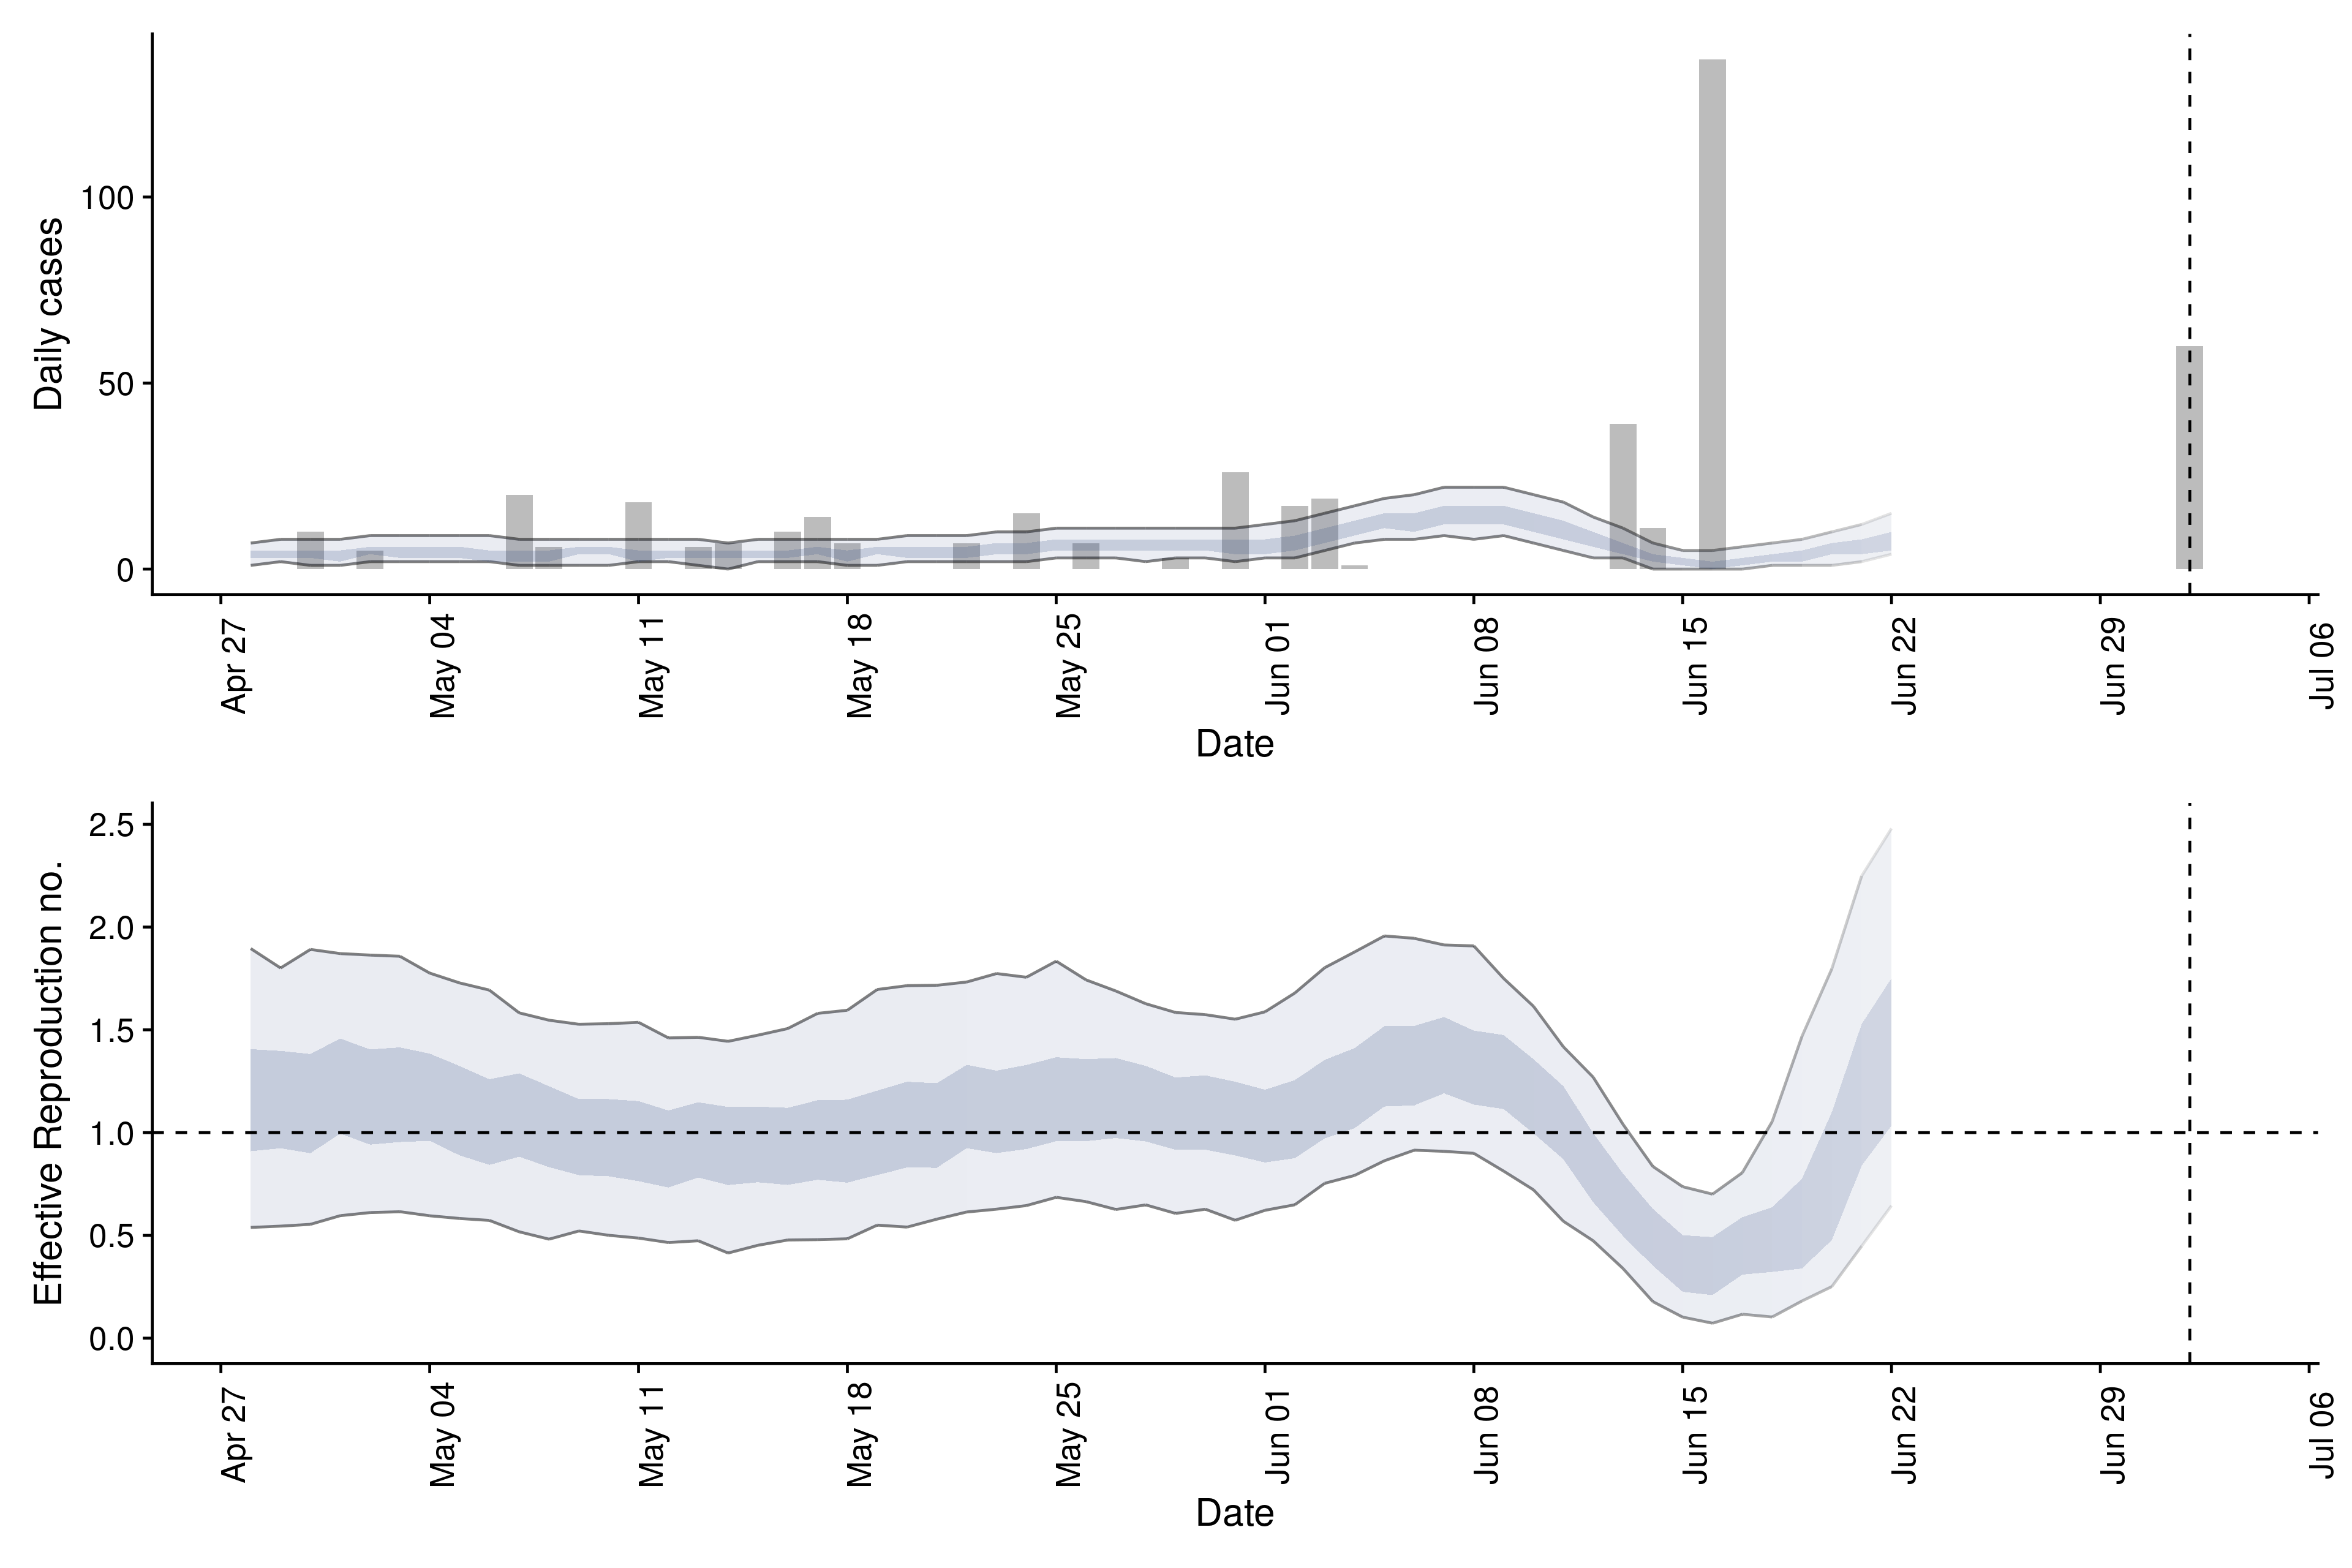 Daily cases
100
50
0
Apr 27
May 04
May 11
May 18
May 25
Jun 01
Jun 08
Jun 15
Jun 22
Jun 29
Jul 06
Date
Effective Reproduction no.
2.5
2.0
1.5
1.0
0.5
0.0
Apr 27
May 04
May 11
May 18
May 25
Jun 01
Jun 08
Jun 15
Jun 22
Jun 29
Jul 06
Date